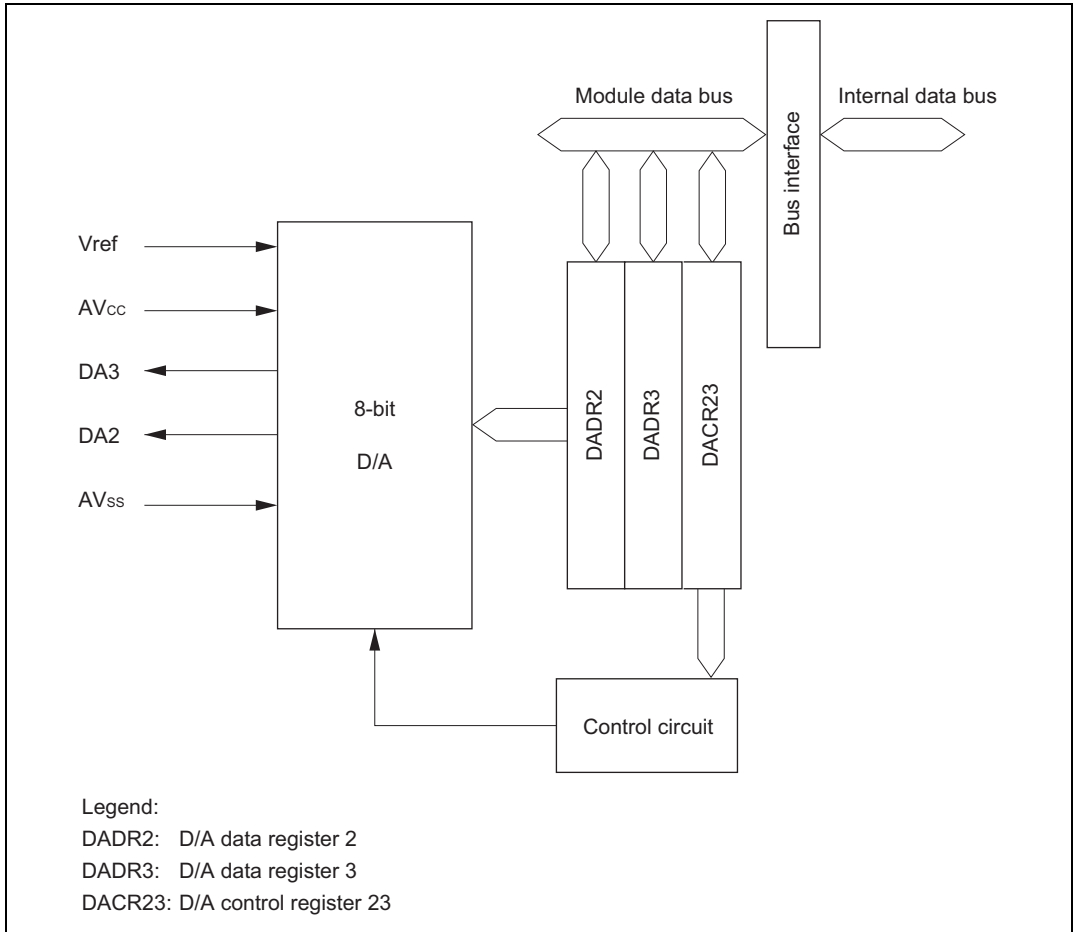 Module data bus
Internal data bus
Bus interface
Vref
AVCC
DA3
DA2
AVSS
8-bit
D/A
DADR2
DADR3
DACR23
Control circuit
Legend:
DADR2: D/A data register 2
DADR3: D/A data register 3
DACR23: D/A control register 23